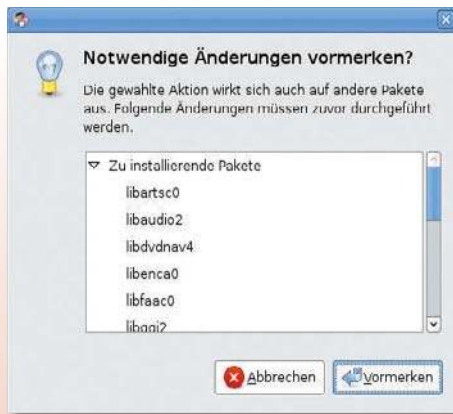 Notwendige Änderungen vormerken?
Die gewählte Aktion wirkt sich auch auf andere Pakete
aus. Folgende Änderungen müssen zuvor durchgeführt
werden.
Zu installierende Pakete
libartsc0
libaudio2
libdvdnav4
libenca0
libfaac0
libggi2
Abbrechen
Vormerken